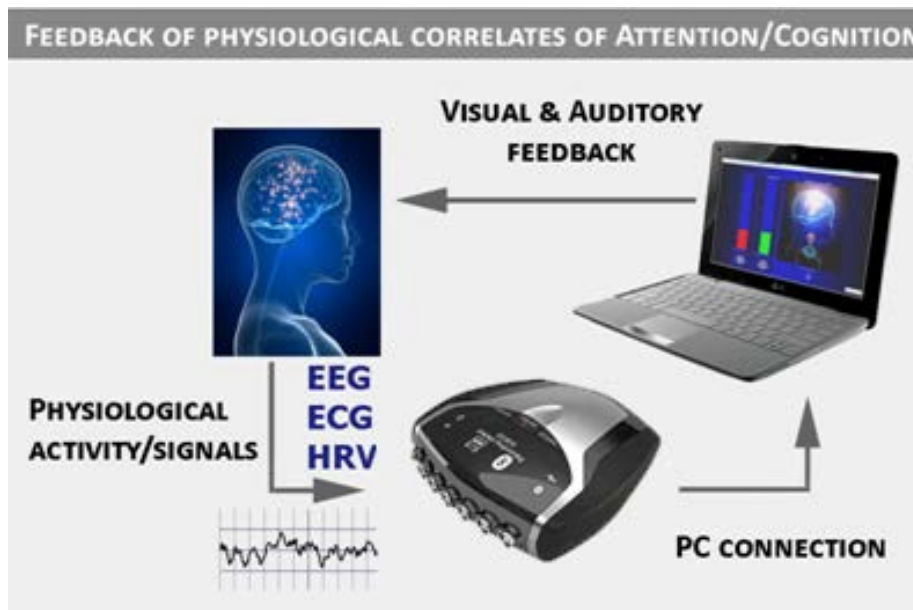 FEEDBACK OF PHYSIOLOGICAL CORRELATES OF ATTENTION/COGNITION
VISUAL & AUDITORY
FEEDBACK
EEG
ECG
HRV
PHYSIOLOGICAL
ACTIVITY/SIGNALS
PC CONNECTION